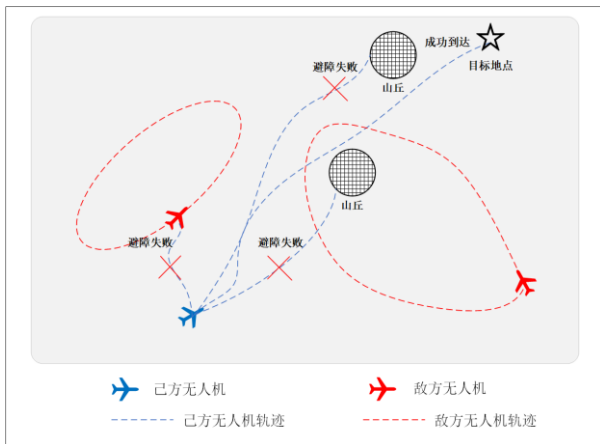 成功到达
目标地点
避障失败
山丘
山丘
避障失败
避障失败
己方无人机
敌方无人机
己方无人机轨迹
敌方无人机轨迹